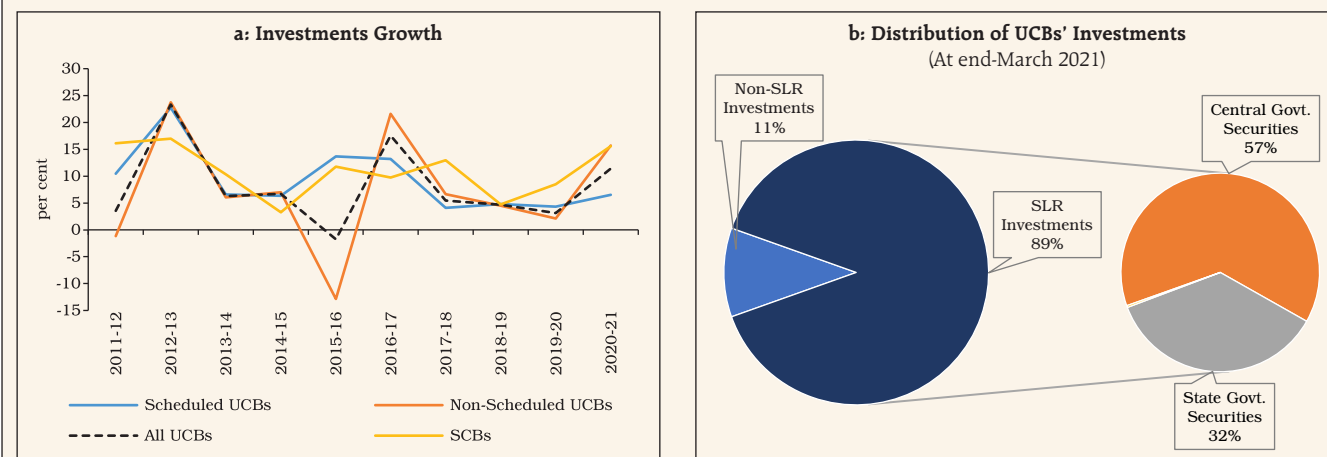 a: Investments Growth
per cent
30
25
20
15
10
5
0
-5
-10
-15
2011-12
2012-13
2013-14
2014-15
2015-16
2016-17
2017-18
2018-19
2019-20
2020-21
Scheduled UCBs
Non-Scheduled UCBs
All UCBs
SCBs
b: Distribution of UCBs' Investments
(At end-March 2021)
Non-SLR
Investments
11%
SLR
Investments
89%
Central Govt.
Securities
57%
State Govt.
Securities
32%